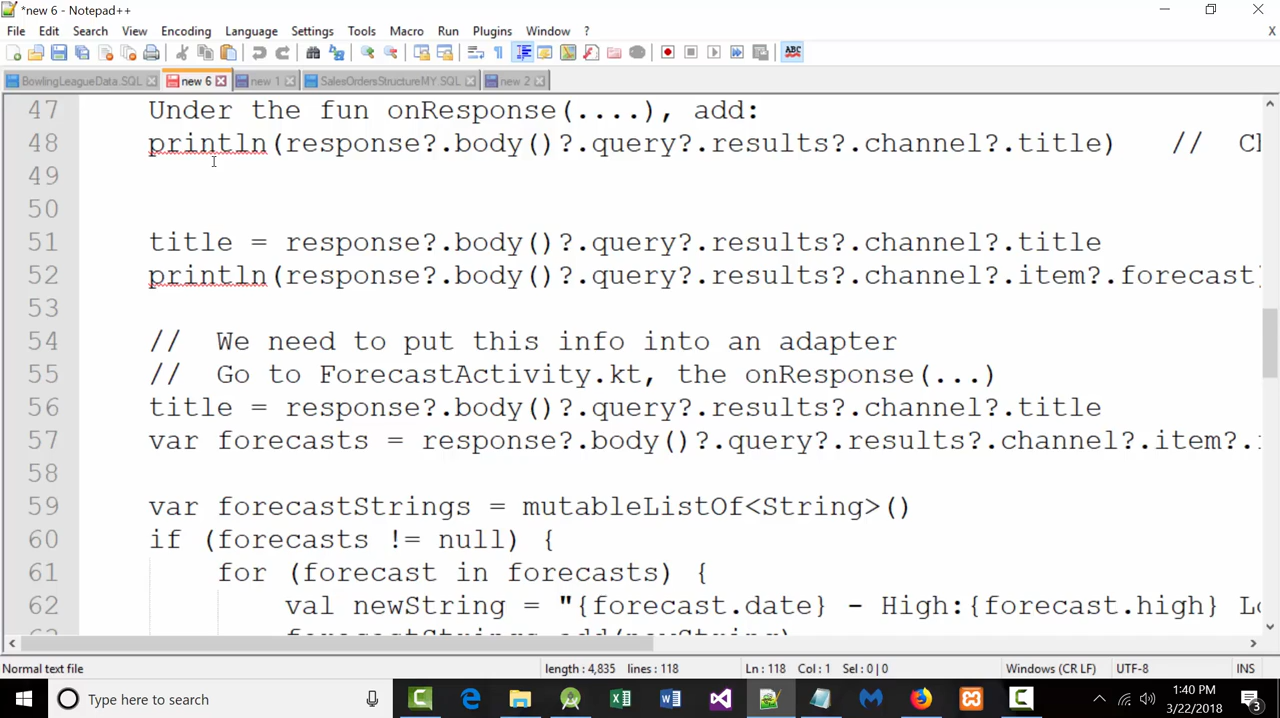 *new 6 - Notepad++
File Edit Search View Encoding Language Settings Tools Macro Run Plugins Window ?
ABC
BowlingLeagueData.SQL new 6 new 1 SalesOrdersStructureMY.SQL new 2
47 Under the fun onResponse(....), add:
48 println(response?.body()?.query?.results?.channel?.title) //
49
50
51 title = response?.body()?.query?.results?.channel?.title
52 println(response?.body()?.query?.results?.channel?.item?.forecast)
53
54 // We need to put this info into an adapter
55 // Go to ForecastActivity.kt, the onResponse(...)
56 title = response?.body()?.query?.results?.channel?.title
57 var forecasts = response?.body()?.query?.results?.channel?.item?.
58
59 var forecastStrings = mutableListOf<String>()
60 if (forecasts != null) {
61 for (forecast in forecasts) {
62 val newString = "{forecast.date} - High:{forecast.high}
Normal text file length : 4,835 lines : 118 Ln : 118 Col : 1 Sel : 0 | 0 Windows (CR LF) UTF-8 INS
Type here to search
1:40 PM
3/22/2018
3